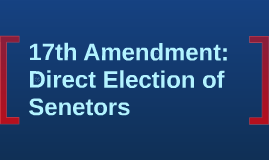 17th Amendment:
Direct Election of
Senetors